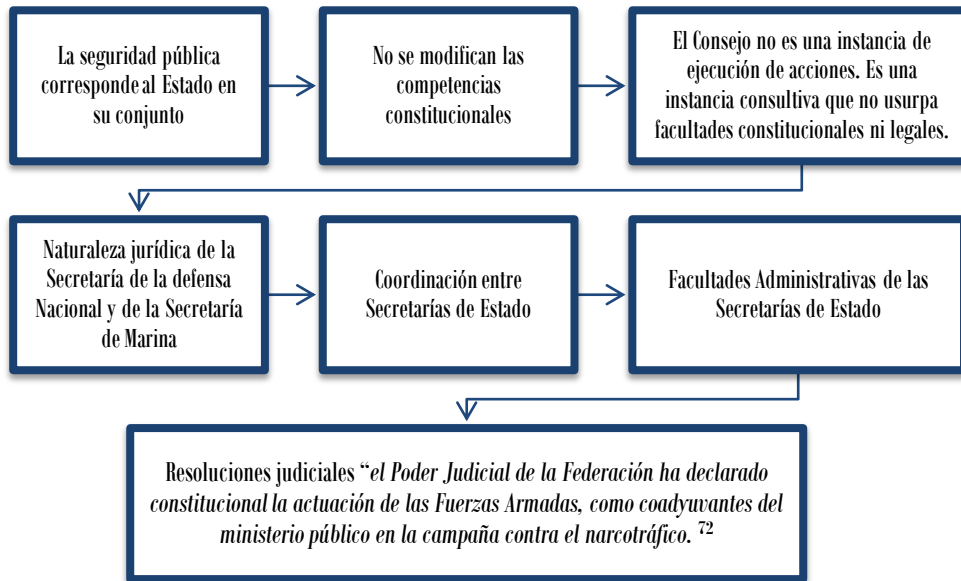 La seguridad pública
corresponde al Estado en
su conjunto
No se modifican las
competencias
constitucionales
El Consejo no es una instancia de
ejecución de acciones. Es una
instancia consultiva que no usurpa
facultades constitucionales ni legales.
Naturaleza jurídica de la
Secretaría de la defensa
Nacional y de la Secretaría
de Marina
Coordinación entre
Secretarías de Estado
Facultades Administrativas de las
Secretarías de Estado
Resoluciones judiciales “el Poder Judicial de la Federación ha declarado
constitucional la actuación de las Fuerzas Armadas, como coadyuvantes del
ministerio público en la campaña contra el narcotráfico. 72